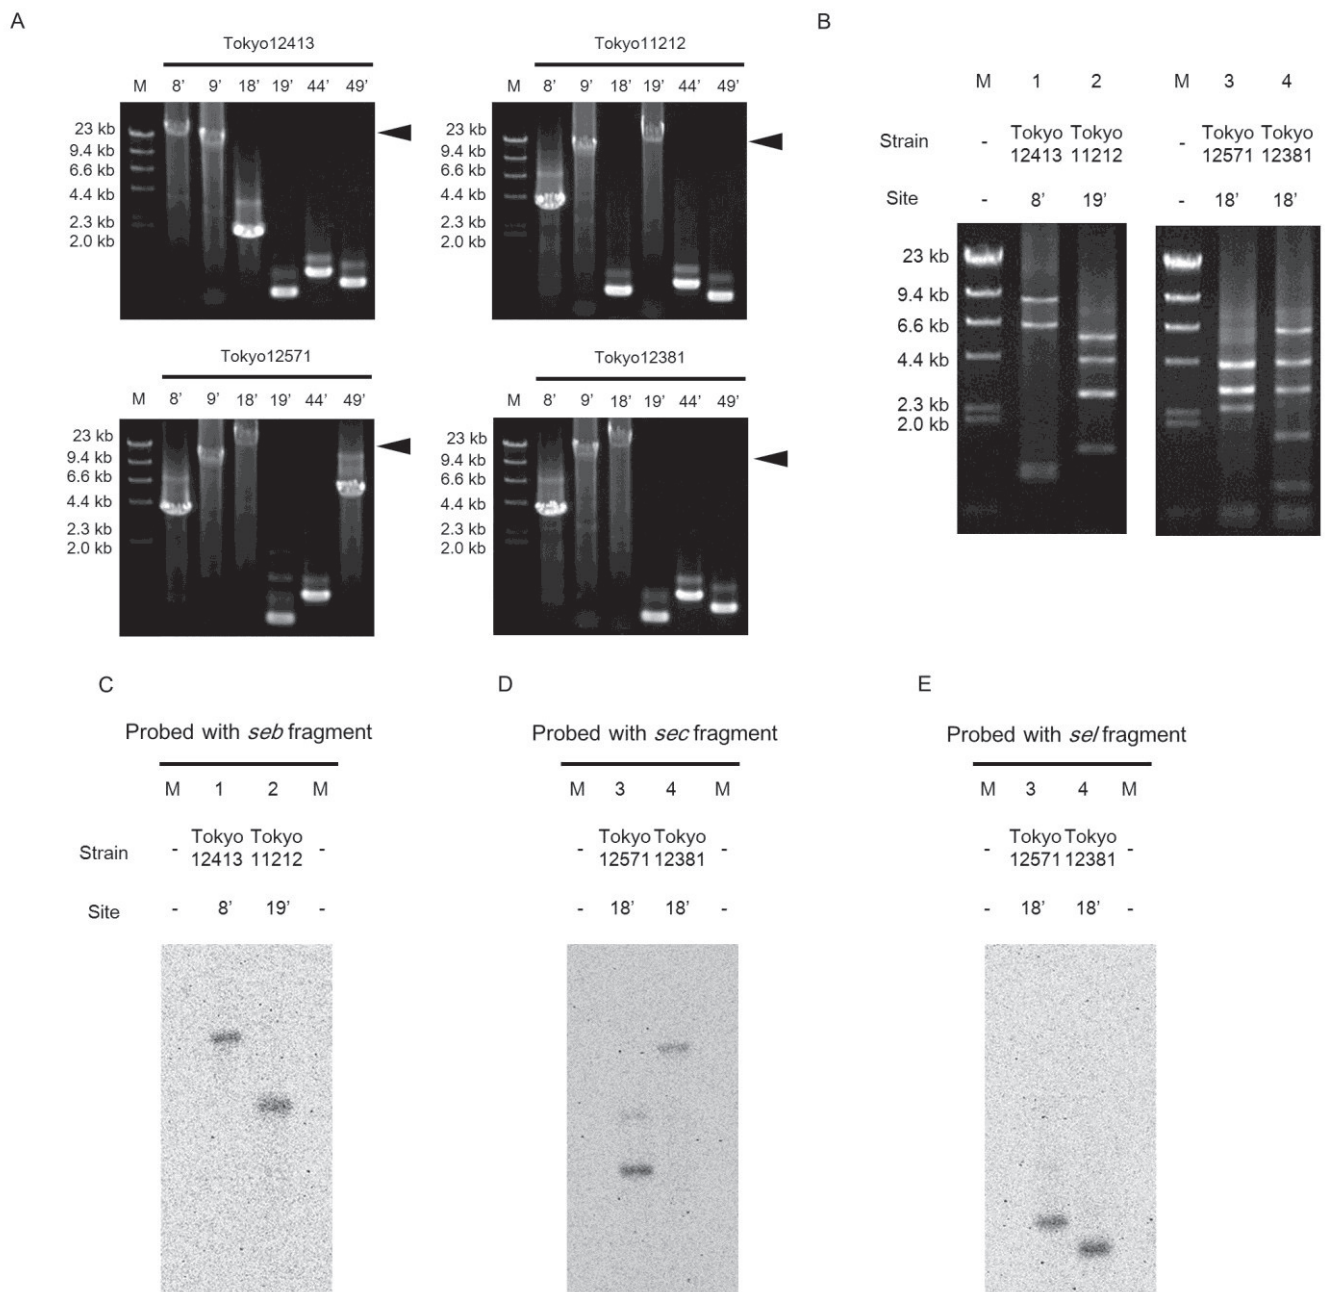 A
Tokyo12413
M 8' 9' 18' 19' 44' 49'
23 kb
9.4 kb
6.6 kb
4.4 kb
2.3 kb
2.0 kb
Tokyo11212
M 8' 9' 18' 19' 44' 49'
23 kb
9.4 kb
6.6 kb
4.4 kb
2.3 kb
2.0 kb
Tokyo12571
M 8' 9' 18' 19' 44' 49'
23 kb
9.4 kb
6.6 kb
4.4 kb
2.3 kb
2.0 kb
Tokyo12381
M 8' 9' 18' 19' 44' 49'
23 kb
9.4 kb
6.6 kb
4.4 kb
2.3 kb
2.0 kb
B
M 1 2 M 3 4
Tokyo Tokyo Tokyo Tokyo
Strain - 12413 11212 - 12571 12381
Site - 8' 19' - 18' 18'
23 kb
9.4 kb
6.6 kb
4.4 kb
2.3 kb
2.0 kb
C
Probed with seb fragment
M 1 2 M
Tokyo Tokyo
Strain - 12413 11212 -
Site - 8' 19' -
D
Probed with sec fragment
M 3 4 M
Tokyo Tokyo
- 12571 12381 -
- 18' 18' -
E
Probed with sel fragment
M 3 4 M
Tokyo Tokyo
- 12571 12381 -
- 18' 18' -